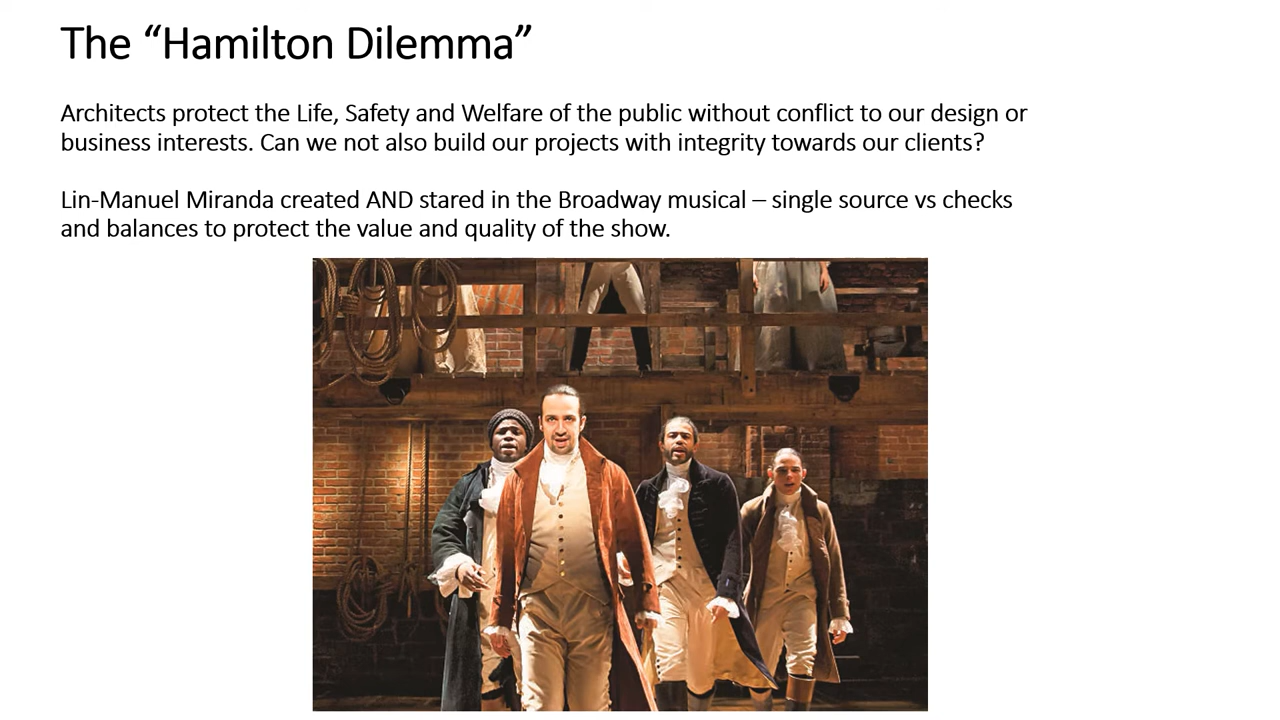 The “Hamilton Dilemma”
Architects protect the Life, Safety and Welfare of the public without conflict to our design or
business interests. Can we not also build our projects with integrity towards our clients?
Lin-Manuel Miranda created AND stared in the Broadway musical – single source vs checks
and balances to protect the value and quality of the show.